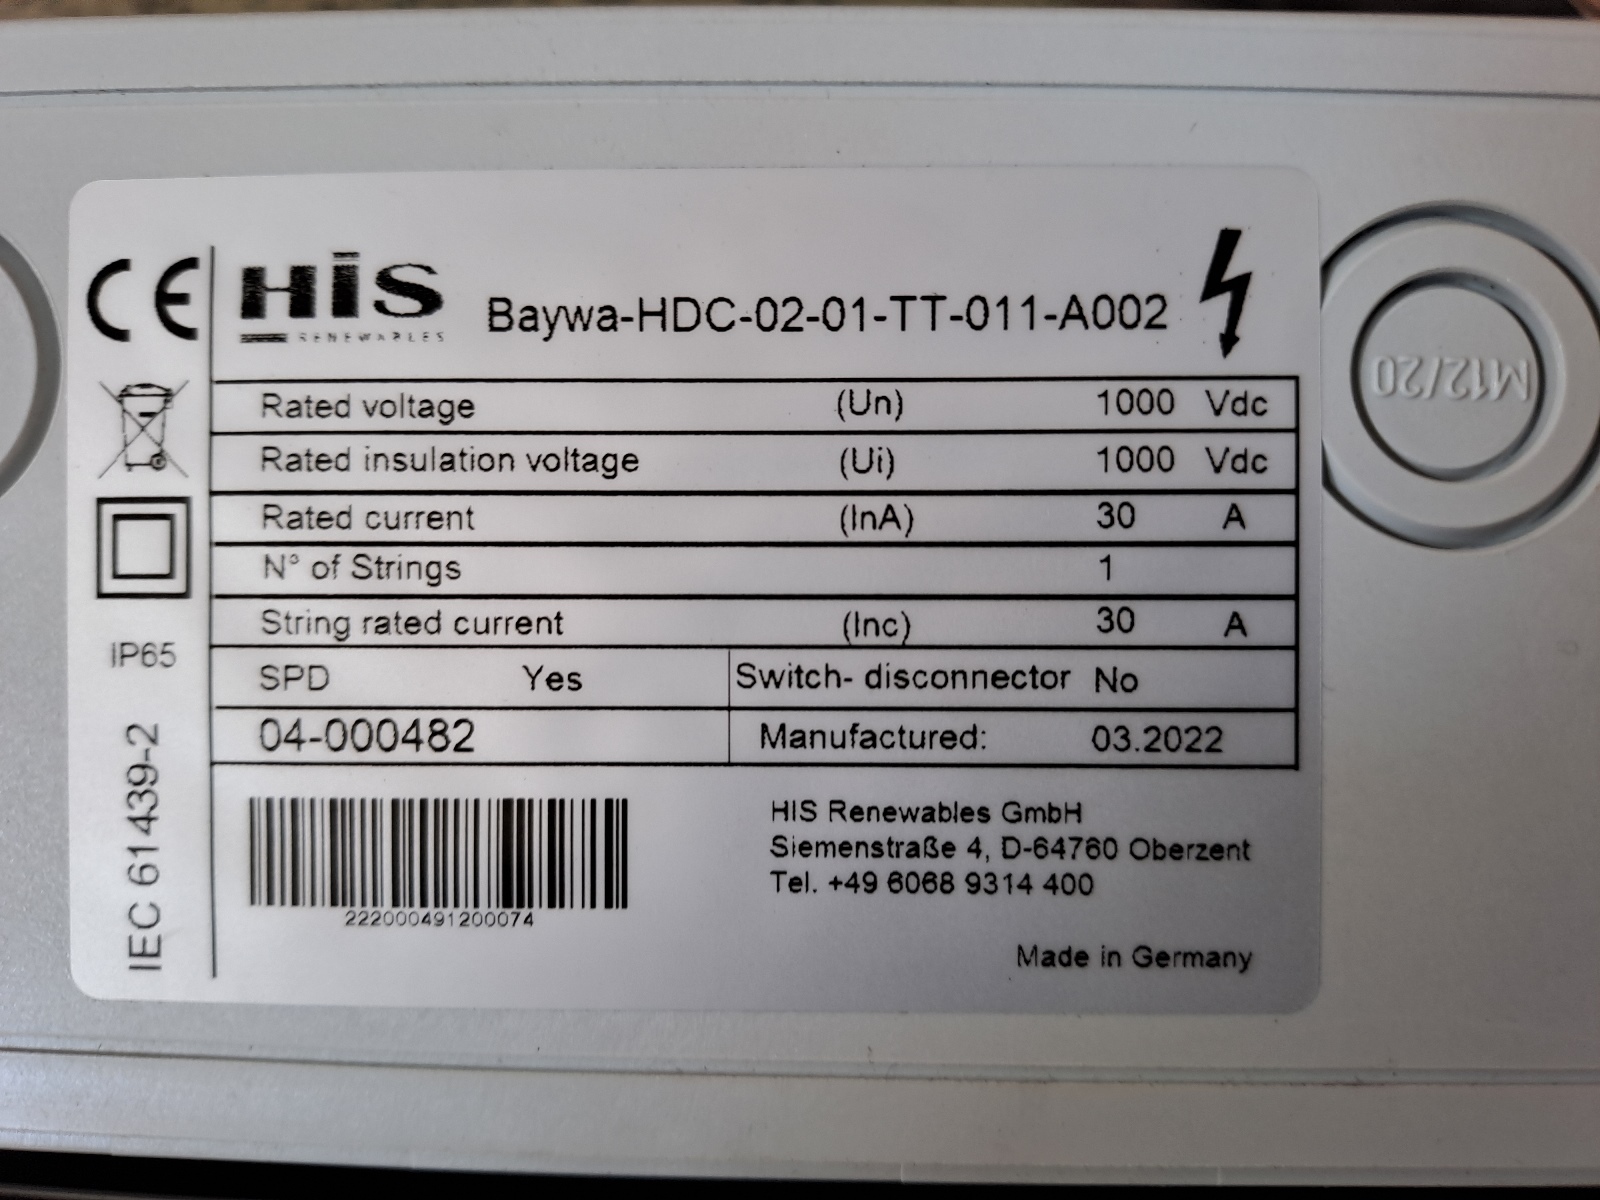 CE
HIS
RENEWABLES
Baywa-HDC-02-01-TT-011-A002
Rated voltage (Un) 1000 Vdc
Rated insulation voltage (Ui) 1000 Vdc
Rated current (InA) 30 A
N° of Strings 1
String rated current (Inc) 30 A
SPD Yes Switch- disconnector No
04-000482 Manufactured: 03.2022
IP65
IEC 61439-2
222000491200074
HIS Renewables GmbH
Siemenstraße 4, D-64760 Oberzent
Tel. +49 6068 9314 400
Made in Germany
M12/20